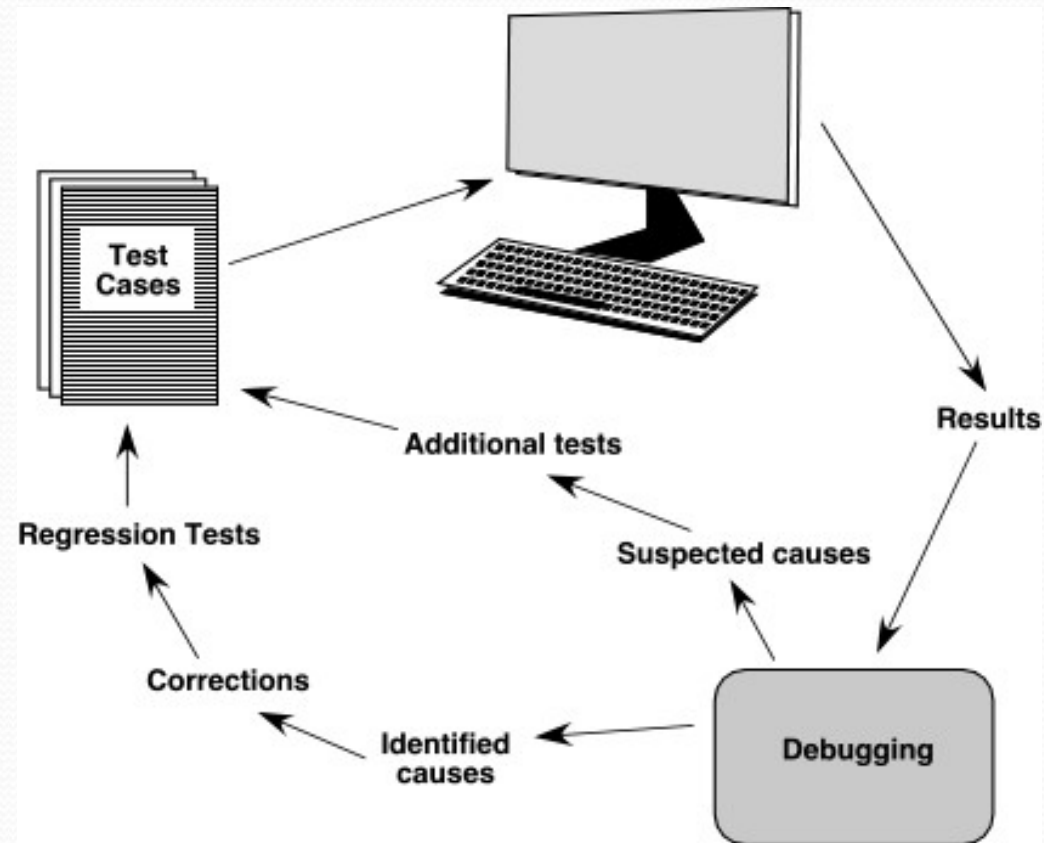 Test
Cases
Results
Additional tests
Regression Tests
Suspected causes
Corrections
Identified
causes
Debugging